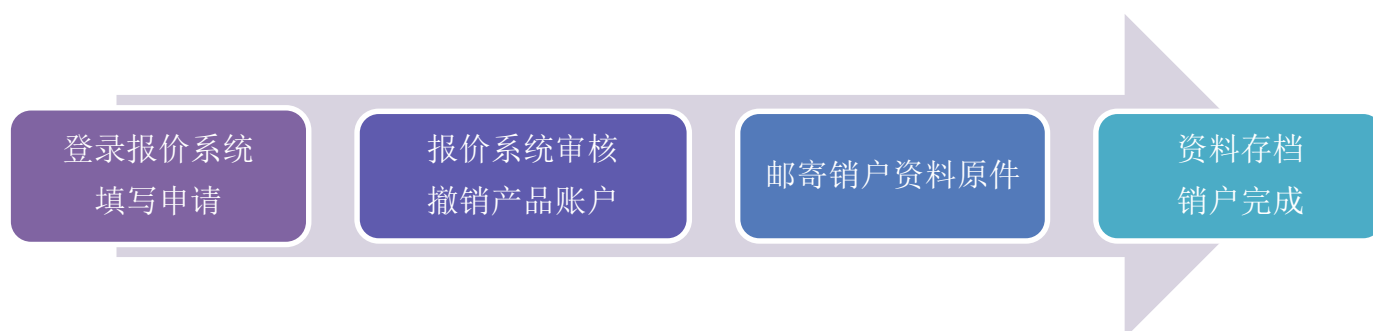 登录报价系统
填写申请
报价系统审核
撤销产品账户
邮寄销户资料原件
资料存档
销户完成